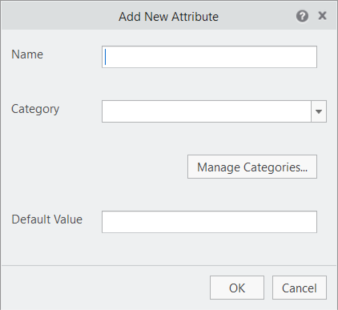 Add New Attribute
Name
Category
Manage Categories...
Default Value
OK Cancel